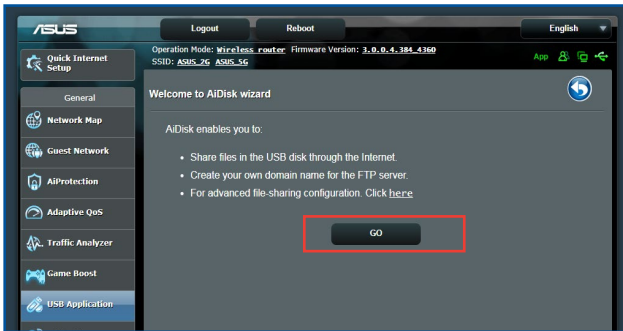 ASUS
Logout
Reboot
English
Quick Internet
Setup
Operation Mode: Wireless router Firmware Version: 3.0.0.4.384_4360
SSID: ASUS_2G ASUS_5G
App
General
Network Map
Guest Network
AiProtection
Adaptive QoS
Traffic Analyzer
Game Boost
USB Application
Welcome to AiDisk wizard
AiDisk enables you to:
• Share files in the USB disk through the Internet.
• Create your own domain name for the FTP server.
• For advanced file-sharing configuration. Click here
GO